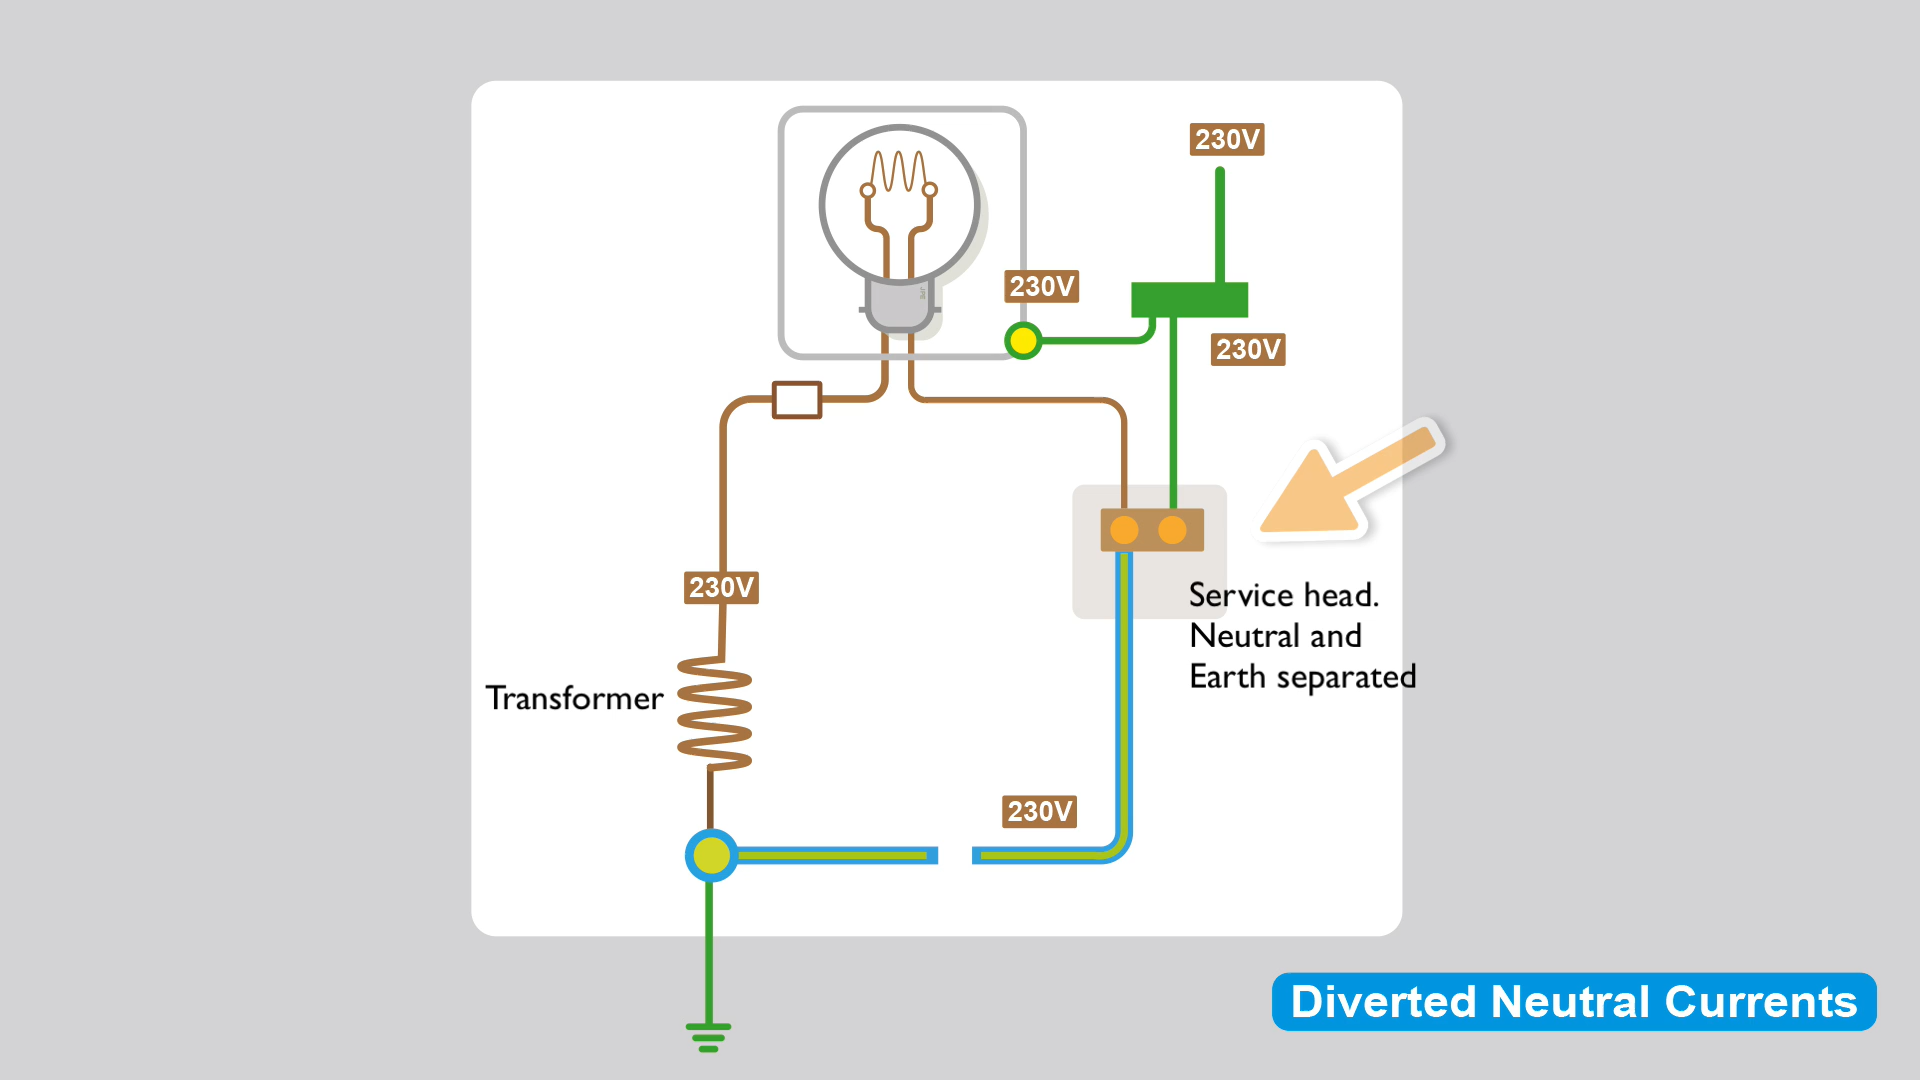 230V
230V
230V
230V
Service head.
Neutral and
Earth separated
Transformer
230V
Diverted Neutral Currents